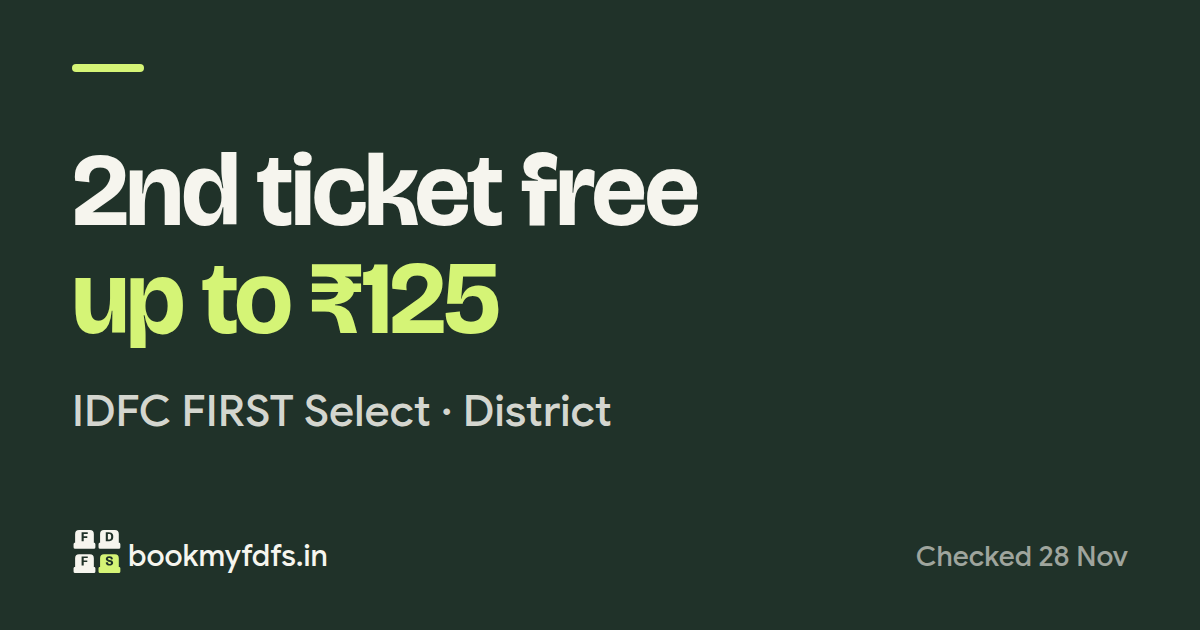 2nd ticket free
up to ₹125
IDFC FIRST Select · District
F D
F S
bookmyfdfs.in
Checked 28 Nov